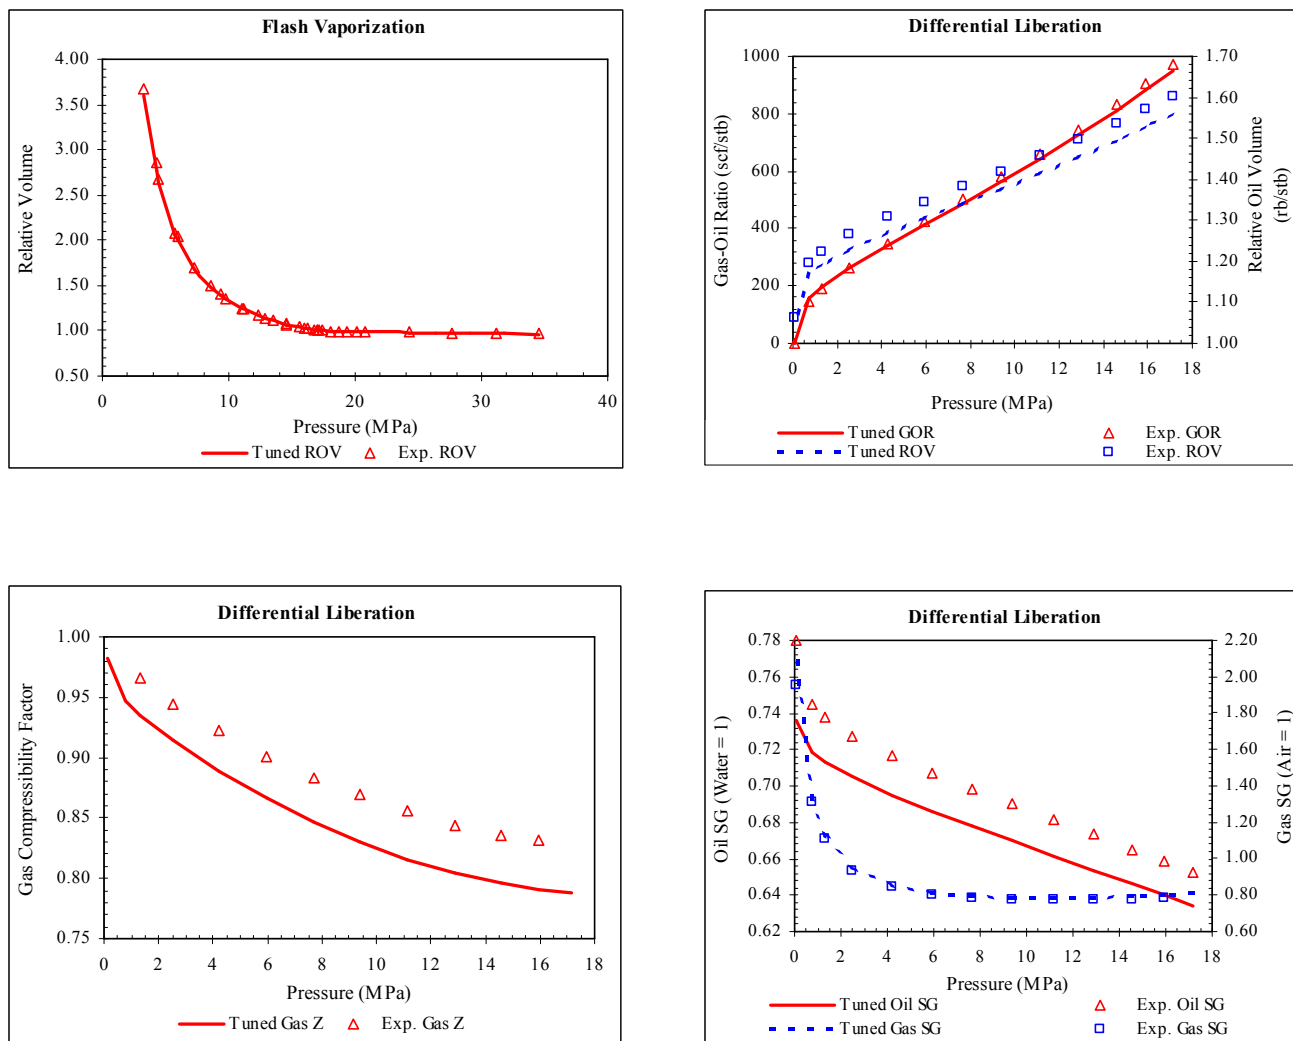 Flash Vaporization
4.00
3.50
3.00
2.50
2.00
1.50
1.00
0.50
Relative Volume
0 10 20 30 40
Pressure (MPa)
Tuned ROV Exp. ROV
Differential Liberation
1000
800
600
400
200
0
Gas-Oil Ratio (scf/stb)
1.70
1.60
1.50
1.40
1.30
1.20
1.10
1.00
Relative Oil Volume
(rb/stb)
0 2 4 6 8 10 12 14 16 18
Pressure (MPa)
Tuned GOR Exp. GOR
Tuned ROV Exp. ROV
Differential Liberation
1.00
0.95
0.90
0.85
0.80
0.75
Gas Compressibility Factor
0 2 4 6 8 10 12 14 16 18
Pressure (MPa)
Tuned Gas Z Exp. Gas Z
Differential Liberation
0.78
0.76
0.74
0.72
0.70
0.68
0.66
0.64
0.62
Oil SG (Water = 1)
2.20
2.00
1.80
1.60
1.40
1.20
1.00
0.80
0.60
Gas SG (Air = 1)
0 2 4 6 8 10 12 14 16 18
Pressure (MPa)
Tuned Oil SG Exp. Oil SG
Tuned Gas SG Exp. Gas SG